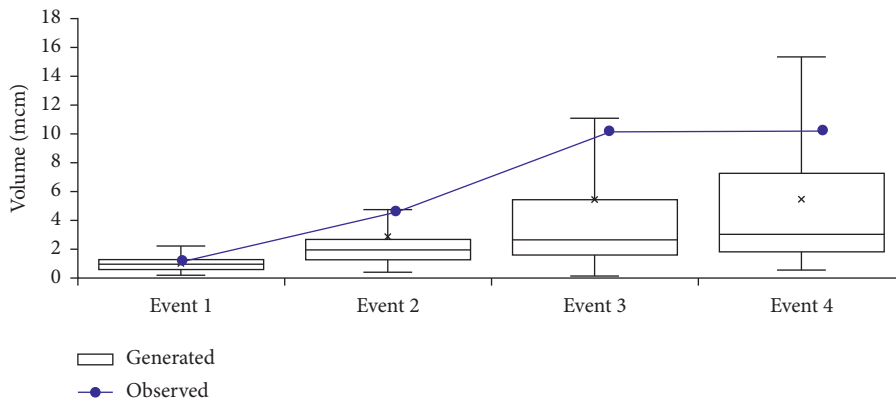 18
16
14
12
10
8
6
4
2
0
Volume (mcm)
Event 1
Event 2
Event 3
Event 4
Generated
Observed